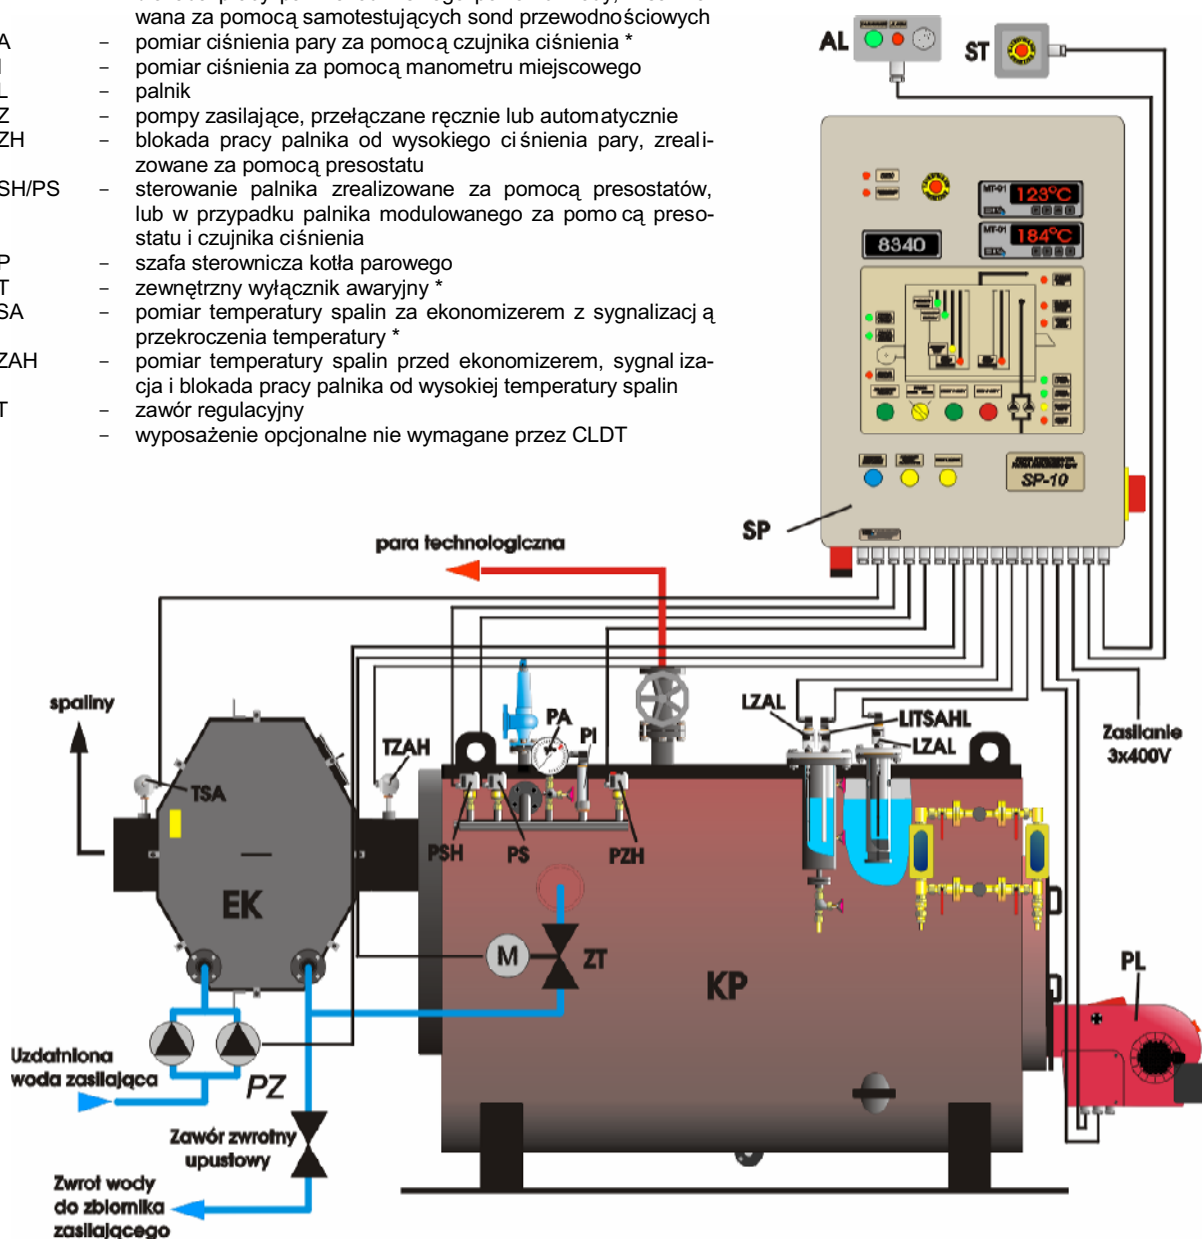 wana za pomocą samotestujących sond przewodnościowych
A – pomiar ciśnienia pary za pomocą czujnika ciśnienia *
I – pomiar ciśnienia za pomocą manometru miejscowego
L – palnik
Z – pompy zasilające, przełączane ręcznie lub automatycznie
ZH – blokada pracy palnika od wysokiego ciśnienia pary, zreali-
zowane za pomocą presostatu
SH/PS – sterowanie palnika zrealizowane za pomocą presostatów,
lub w przypadku palnika modulowanego za pomocą preso-
statu i czujnika ciśnienia
P – szafa sterownicza kotła parowego
T – zewnętrzny wyłącznik awaryjny *
SA – pomiar temperatury spalin za ekonomizerem z sygnalizacją
przekroczenia temperatury *
ZAH – pomiar temperatury spalin przed ekonomizerem, sygnaliza-
cja i blokada pracy palnika od wysokiej temperatury spalin
T – zawór regulacyjny
– wyposażenie opcjonalne nie wymagane przez CLDT
AL
ST
MT-01
123°C
8340
MT-01
184°C
SP-10
SP
para technologiczna
spaliny
TSA
TZAH
PA
PI
LZAL
LITSAHL
LZAL
Zasilanie
3x400V
PSH
PS
PZH
EK
M
ZT
KP
PL
Uzdatniona
woda zasilająca
PZ
Zawór zwrotny
upustowy
Zwrot wody
do zbiornika
zasilającego